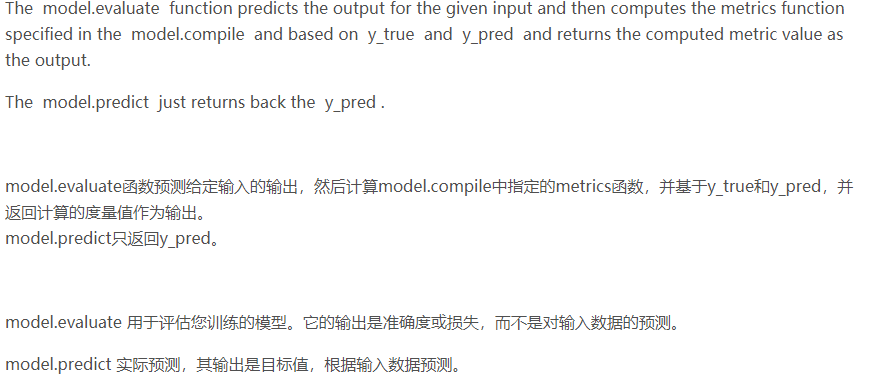 The model.evaluate function predicts the output for the given input and then computes the metrics function
specified in the model.compile and based on y_true and y_pred and returns the computed metric value as
the output.
The model.predict just returns back the y_pred .
model.evaluate函数预测给定输入的输出，然后计算model.compile中指定的metrics函数，并基于y_true和y_pred，并
返回计算的度量值作为输出。
model.predict只返回y_pred。
model.evaluate 用于评估您训练的模型。它的输出是准确度或损失，而不是对输入数据的预测。
model.predict 实际预测，其输出是目标值，根据输入数据预测。